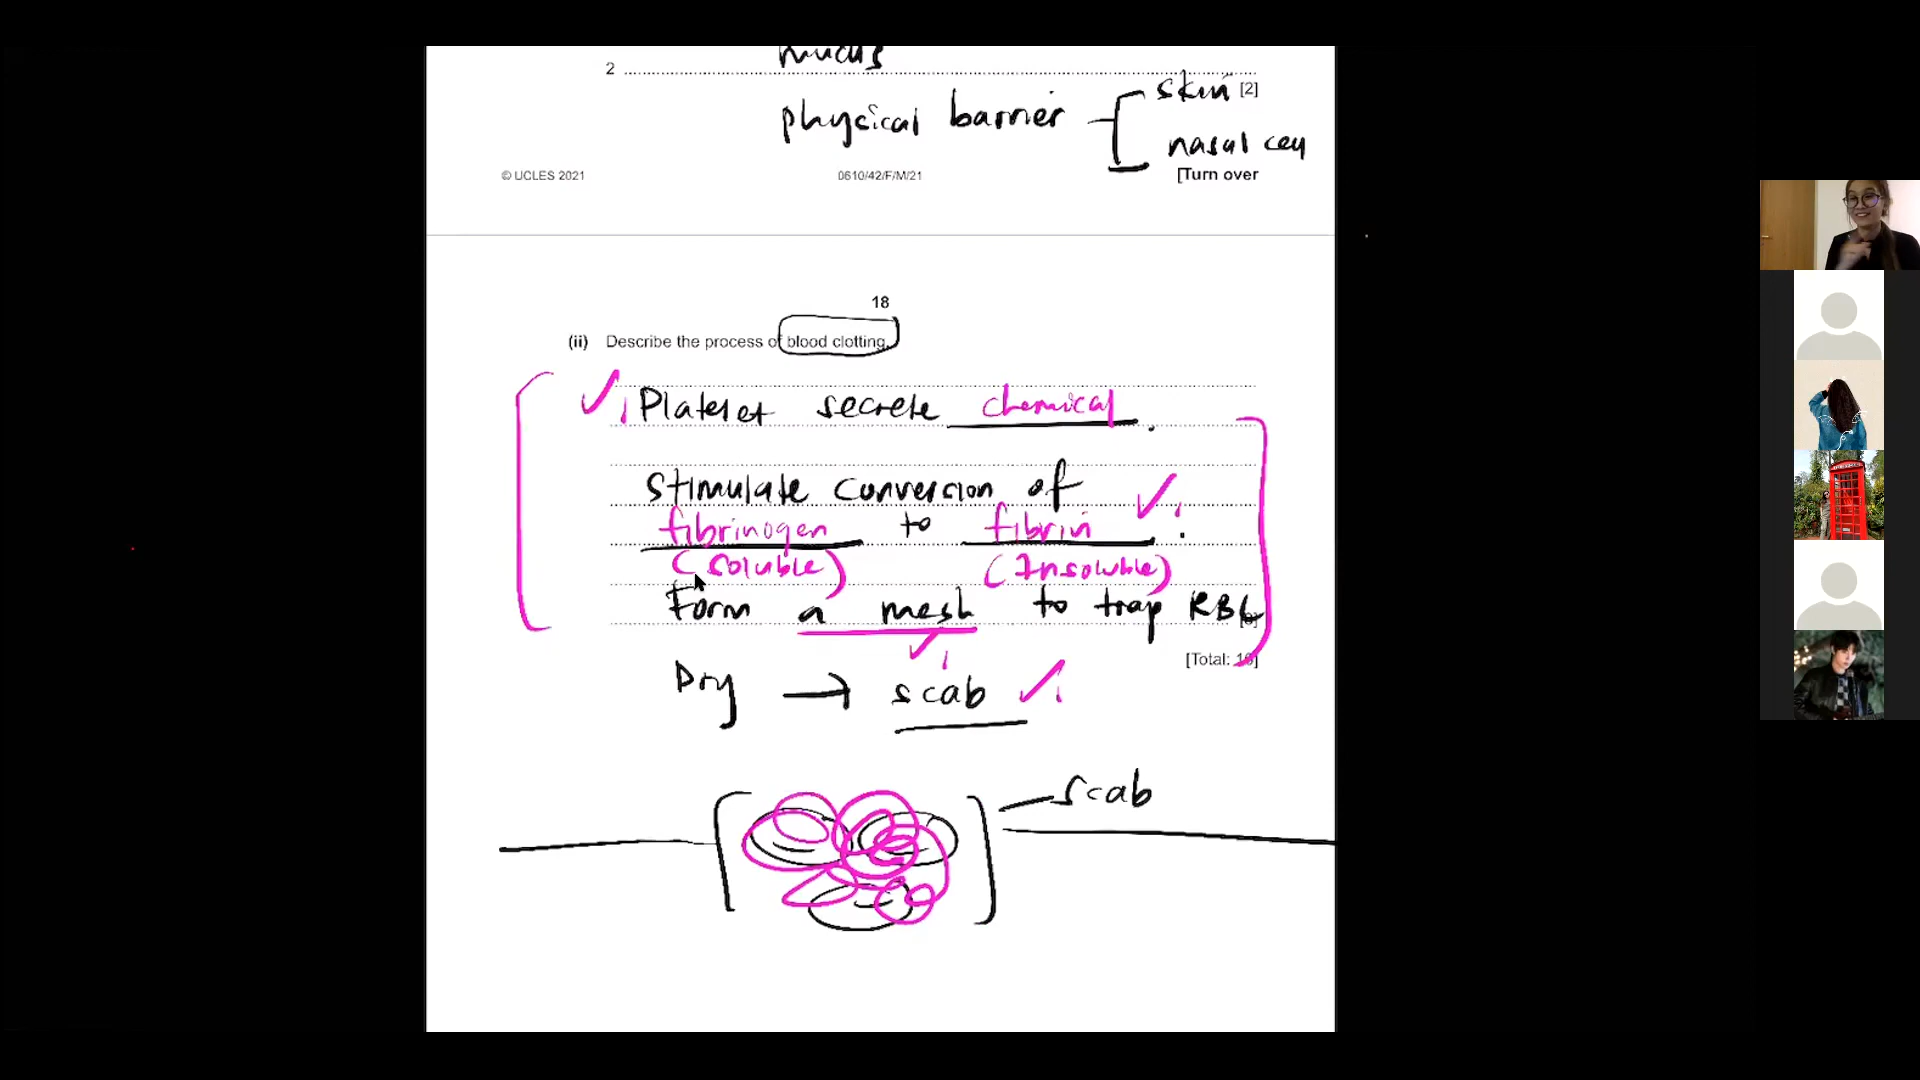 mucus
2 ........ [2]
physical barrier
skin
nasal
© UCLES 2021 0610/42/F/M/21 [Turn over
18
(ii) Describe the process of blood clotting.
Platelet secrete chemical.
Stimulate conversion of
fibrinogen to fibrin.
(soluble) (Insoluble)
Form a mesh to trap RBC
[Total:
Dry → scab
scab